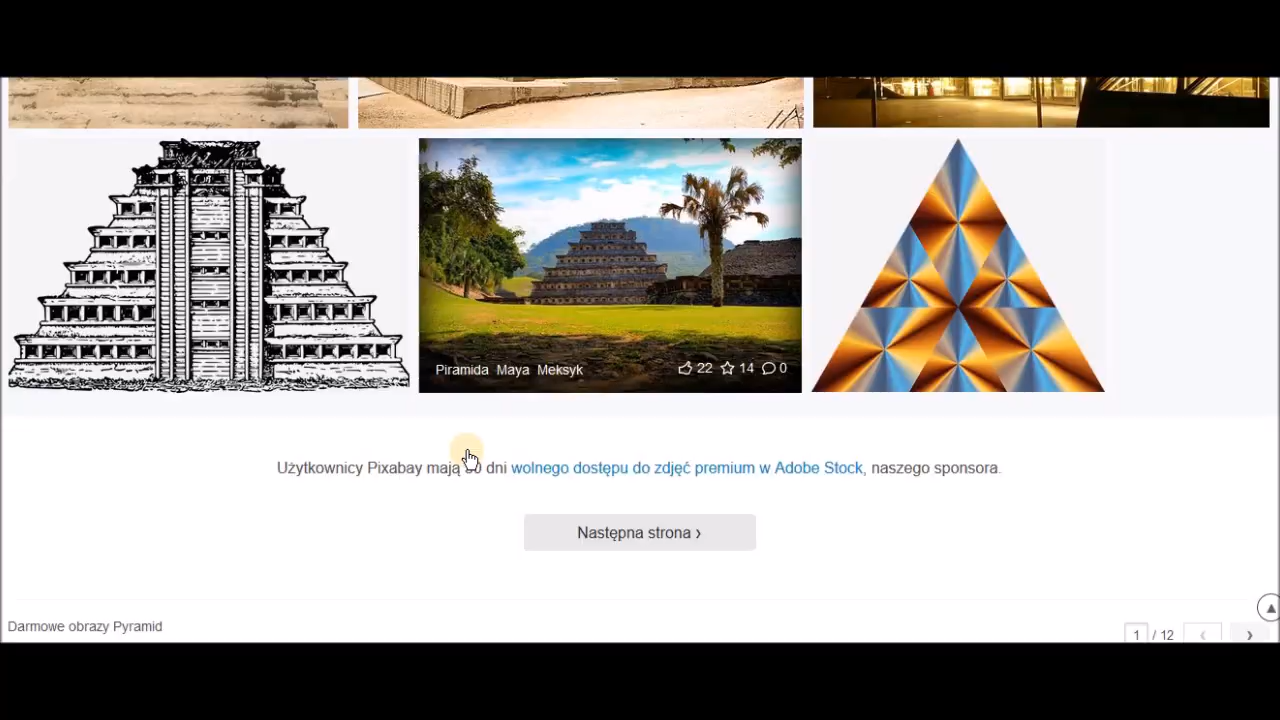 Piramida Maya Meksyk 22 14 0
Użytkownicy Pixabay mają dni wolnego dostępu do zdjęć premium w Adobe Stock, naszego sponsora.
Następna strona ›
Darmowe obrazy Pyramid
1 / 12 ‹ ›